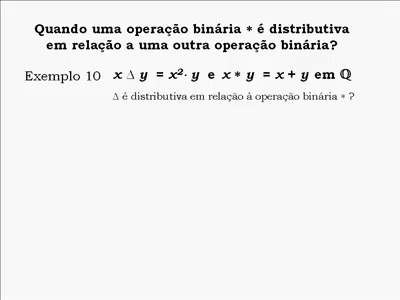 Quando uma operação binária * é distributiva
em relação a uma outra operação binária?
Exemplo 10 x ∆ y = x²· y e x * y = x + y em ℚ
∆ é distributiva em relação à operação binária * ?